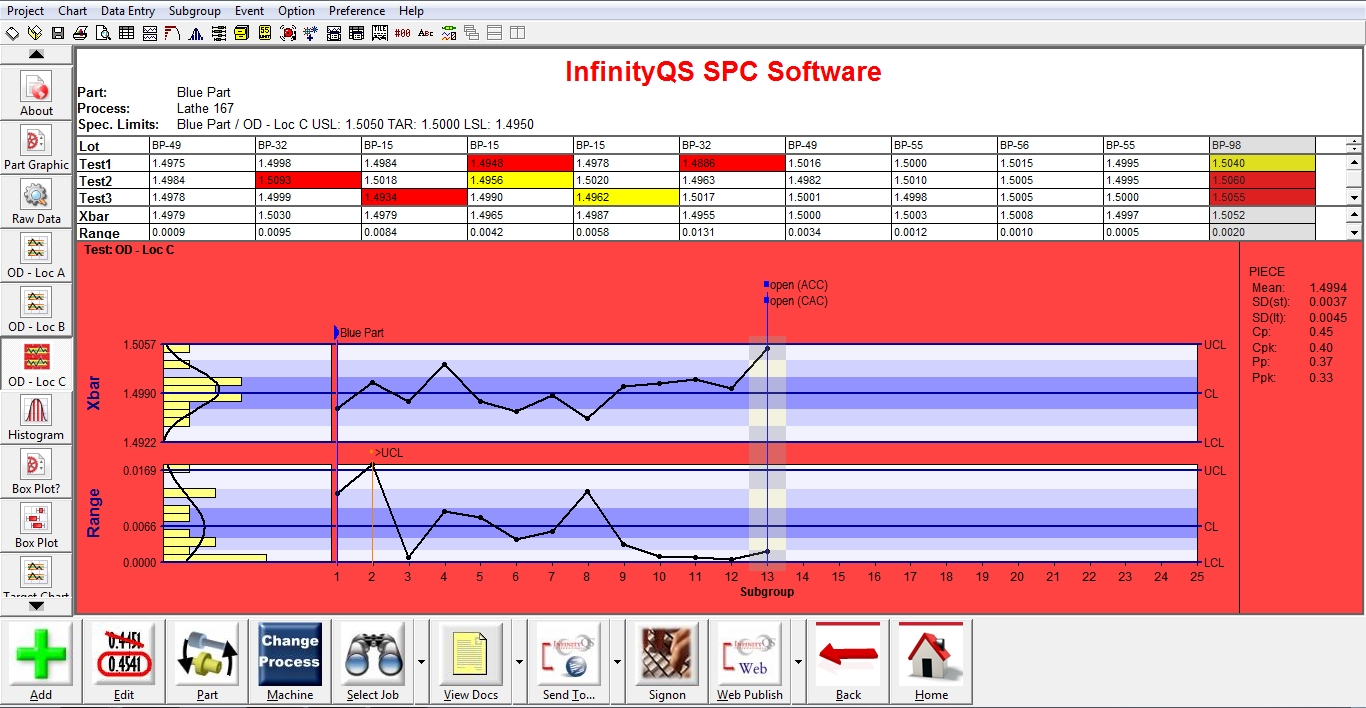 Project Chart Data Entry Subgroup Event Option Preference Help
#00 ABC
InfinityQS SPC Software
Part: Blue Part
Process: Lathe 167
Spec. Limits: Blue Part / OD - Loc C USL: 1.5050 TAR: 1.5000 LSL: 1.4950
Lot BP-49 BP-32 BP-15 BP-15 BP-15 BP-32 BP-49 BP-55 BP-56 BP-55 BP-98
Test1 1.4975 1.4998 1.4984 1.4948 1.4978 1.4886 1.5016 1.5000 1.5015 1.4995 1.5040
Test2 1.4984 1.5093 1.5018 1.4956 1.5020 1.4963 1.4982 1.5010 1.5005 1.4995 1.5060
Test3 1.4978 1.4999 1.4934 1.4990 1.4962 1.5017 1.5001 1.4998 1.5005 1.5000 1.5055
Xbar 1.4979 1.5030 1.4979 1.4965 1.4987 1.4955 1.5000 1.5003 1.5008 1.4997 1.5052
Range 0.0009 0.0095 0.0084 0.0042 0.0058 0.0131 0.0034 0.0012 0.0010 0.0005 0.0020
About
Part Graphic
Raw Data
OD - Loc A
OD - Loc B
OD - Loc C
Histogram
Box Plot?
Box Plot
Target Chart
Test: OD - Loc C
open (ACC)
open (CAC)
Blue Part
1.5057 UCL
Xbar
1.4990 CL
1.4922 LCL
>UCL
0.0169 UCL
Range
0.0066 CL
0.0000 LCL
1 2 3 4 5 6 7 8 9 10 11 12 13 14 15 16 17 18 19 20 21 22 23 24 25
Subgroup
PIECE
Mean: 1.4994
SD(st): 0.0037
SD(lt): 0.0045
Cp: 0.45
Cpk: 0.40
Pp: 0.37
Ppk: 0.33
0.4451
0.4541
Change
Process
INFINITYQS
INFINITYQS
Web
Add Edit Part Machine Select Job View Docs Send To... Signon Web Publish Back Home